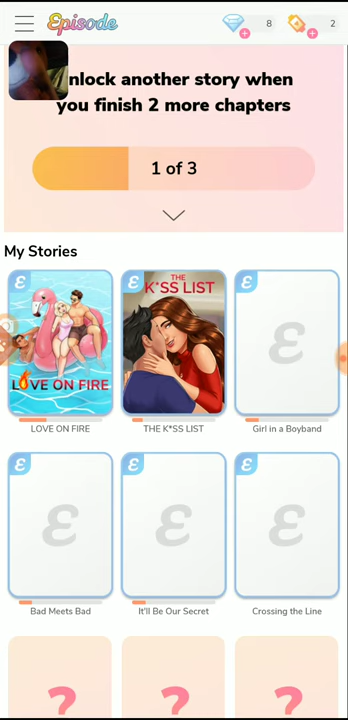 Episode
8
2
nlock another story when
you finish 2 more chapters
1 of 3
My Stories
LOVE ON FIRE
THE
K*SS LIST
LOVE ON FIRE
THE K*SS LIST
Girl in a Boyband
Bad Meets Bad
It'll Be Our Secret
Crossing the Line
? ? ?